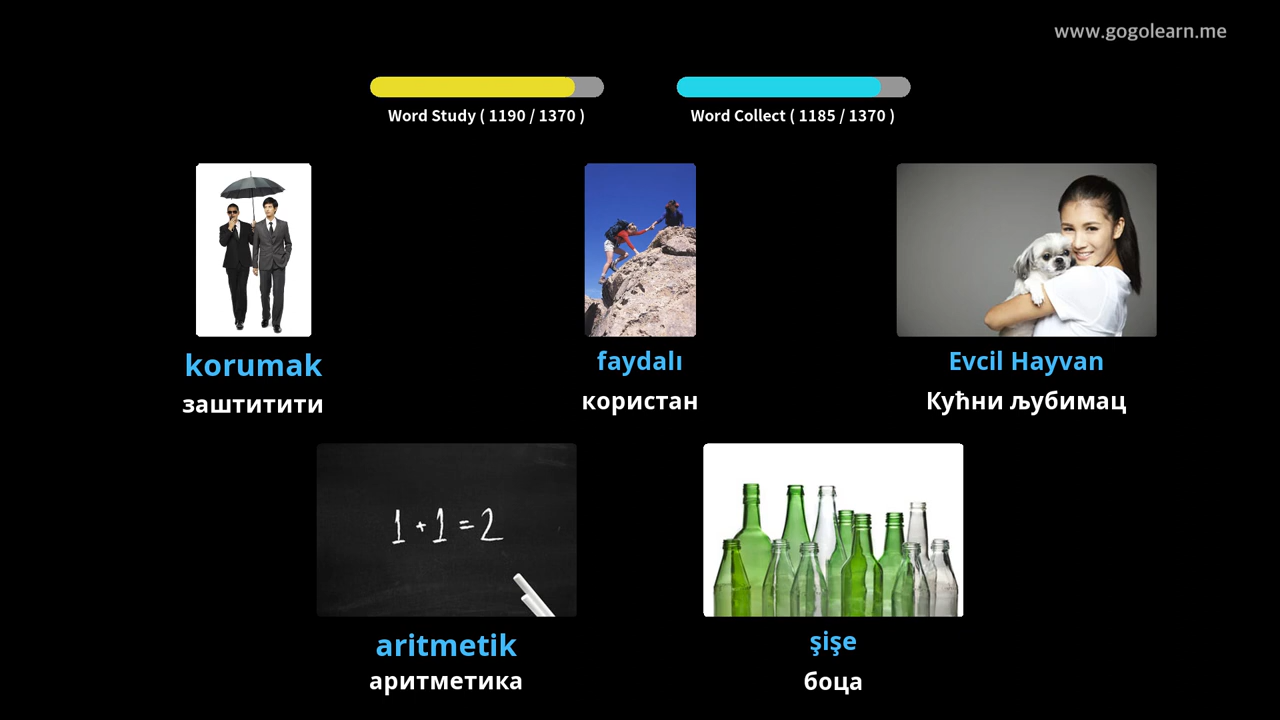 www.gogolearn.me
Word Study ( 1190 / 1370 )
Word Collect ( 1185 / 1370 )
korumak
заштитити
faydalı
користан
Evcil Hayvan
Кућни љубимац
1 + 1 = 2
aritmetik
аритметика
şişe
боца